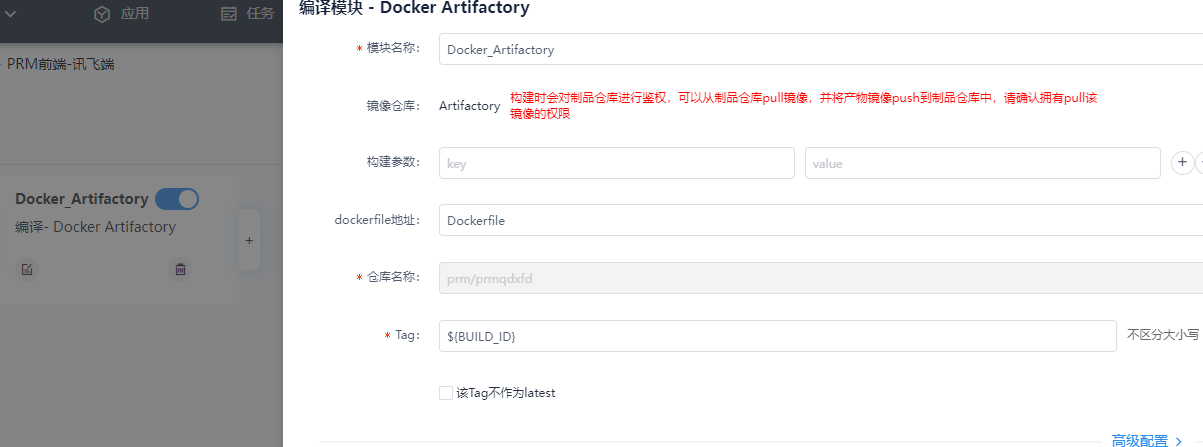 应用
任务
PRM前端-讯飞端
Docker_Artifactory
编译- Docker Artifactory
+
编译模块 - Docker Artifactory
* 模块名称： Docker_Artifactory
镜像仓库： Artifactory 构建时会对制品仓库进行鉴权，可以从制品仓库pull镜像，并将产物镜像push到制品仓库中，请确认拥有pull该
镜像的权限
构建参数： key value +
dockerfile地址： Dockerfile
* 仓库名称： prm/prmqdxfd
* Tag： ${BUILD_ID} 不区分大小写
该Tag不作为latest
高级配置 >